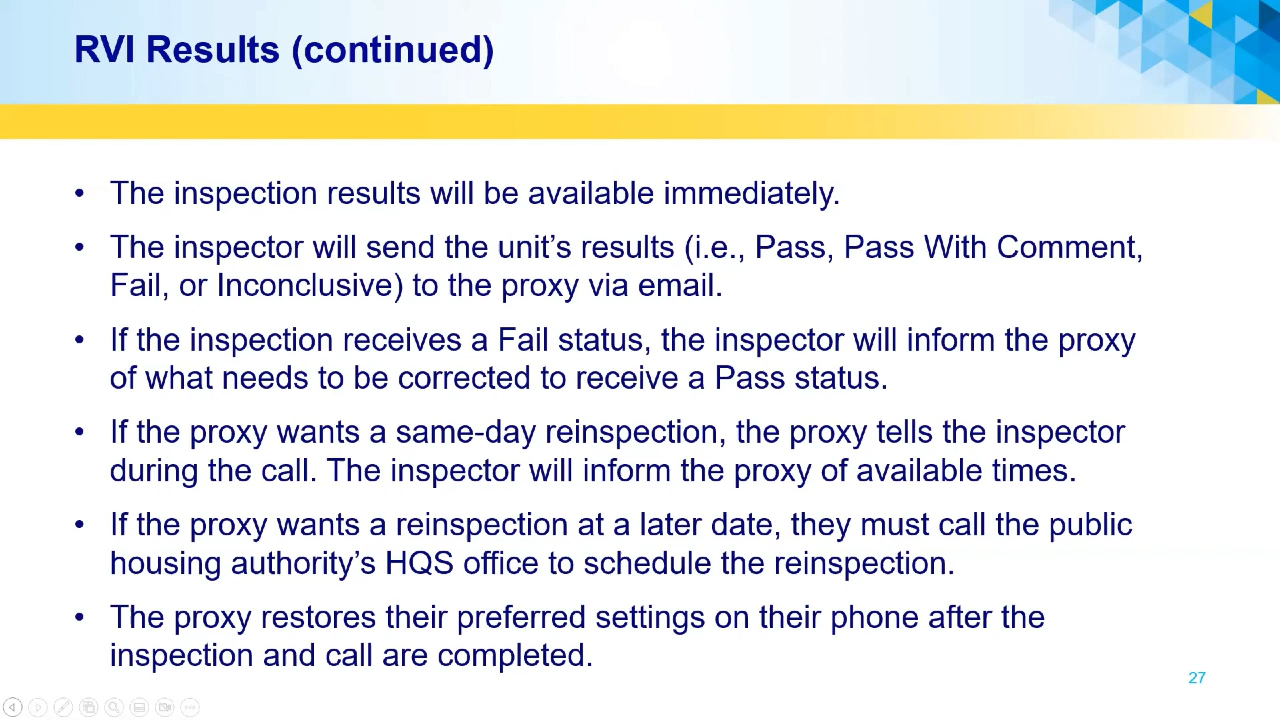 RVI Results (continued)
• The inspection results will be available immediately.
• The inspector will send the unit’s results (i.e., Pass, Pass With Comment,
Fail, or Inconclusive) to the proxy via email.
• If the inspection receives a Fail status, the inspector will inform the proxy
of what needs to be corrected to receive a Pass status.
• If the proxy wants a same-day reinspection, the proxy tells the inspector
during the call. The inspector will inform the proxy of available times.
• If the proxy wants a reinspection at a later date, they must call the public
housing authority’s HQS office to schedule the reinspection.
• The proxy restores their preferred settings on their phone after the
inspection and call are completed.
27